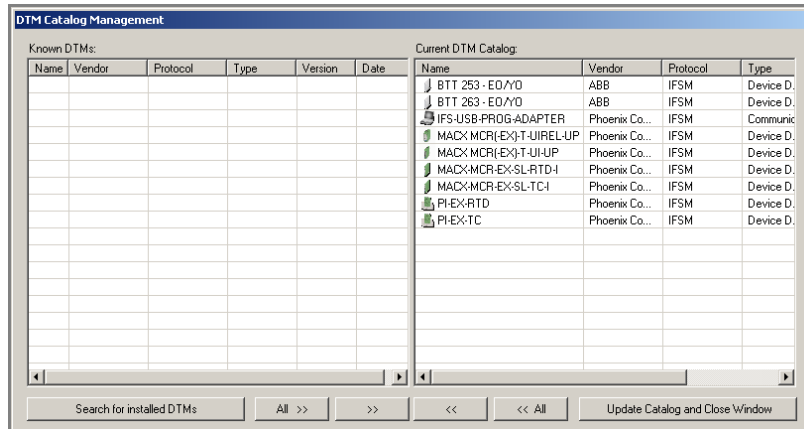 DTM Catalog Management
Known DTMs:
Name Vendor Protocol Type Version Date
Current DTM Catalog:
Name Vendor Protocol Type
BTT 253 - EO/YO ABB IFSM Device D.
BTT 263 - EO/YO ABB IFSM Device D.
IFS-USB-PROG-ADAPTER Phoenix Co... IFSM Communic
MACX MCR(-EX)-T-UIREL-UP Phoenix Co... IFSM Device D.
MACX MCR(-EX)-T-UI-UP Phoenix Co... IFSM Device D.
MACX-MCR-EX-SL-RTD-I Phoenix Co... IFSM Device D.
MACX-MCR-EX-SL-TC-I Phoenix Co... IFSM Device D.
PI-EX-RTD Phoenix Co... IFSM Device D.
PI-EX-TC Phoenix Co... IFSM Device D.
Search for installed DTMs All >> >> << << All Update Catalog and Close Window